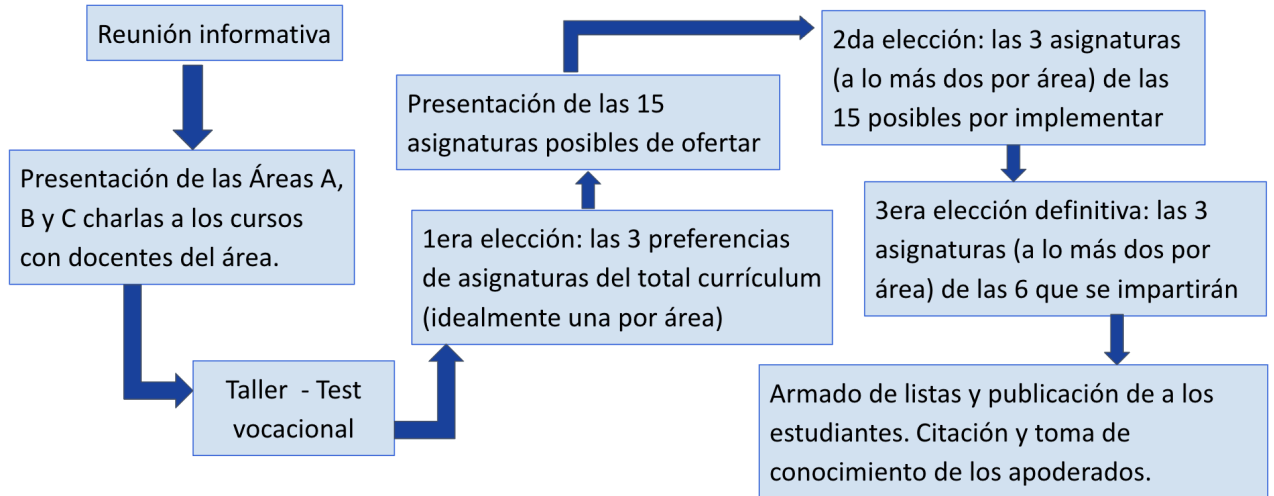 Reunión informativa
Presentación de las Áreas A,
B y C charlas a los cursos
con docentes del área.
Taller - Test
vocacional
1era elección: las 3 preferencias
de asignaturas del total currículum
(idealmente una por área)
Presentación de las 15
asignaturas posibles de ofertar
2da elección: las 3 asignaturas
(a lo más dos por área) de las
15 posibles por implementar
3era elección definitiva: las 3
asignaturas (a lo más dos por
área) de las 6 que se impartirán
Armado de listas y publicación de a los
estudiantes. Citación y toma de
conocimiento de los apoderados.